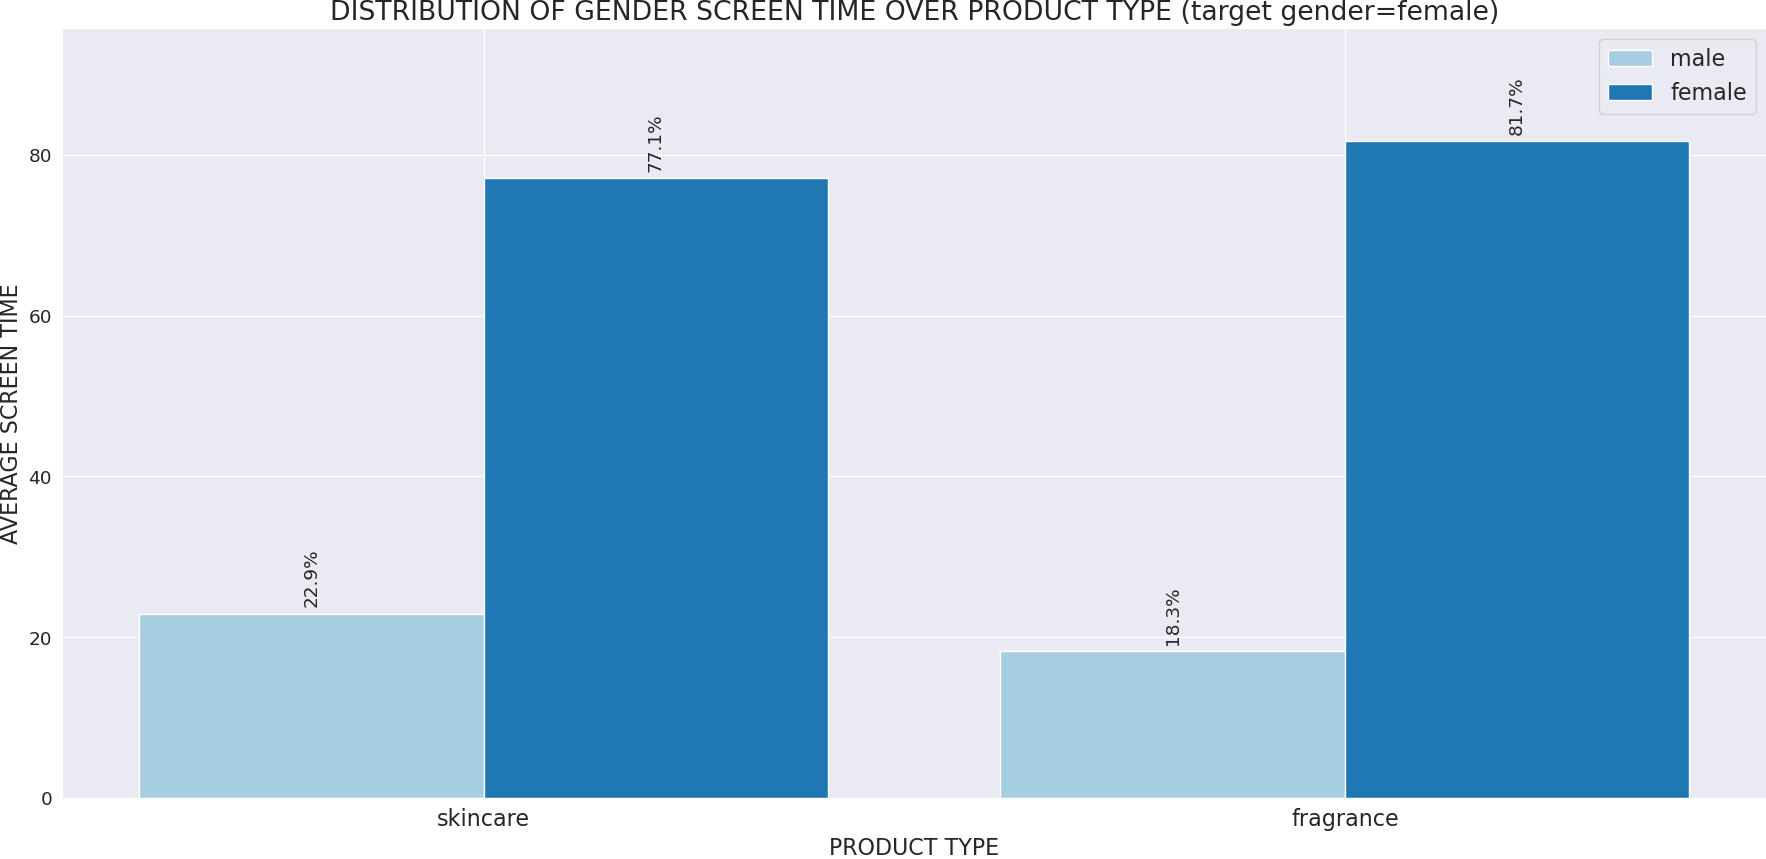 DISTRIBUTION OF GENDER SCREEN TIME OVER PRODUCT TYPE (target gender=female)
male
female
AVERAGE SCREEN TIME
80
60
40
20
0
22.9%
77.1%
18.3%
81.7%
skincare
fragrance
PRODUCT TYPE